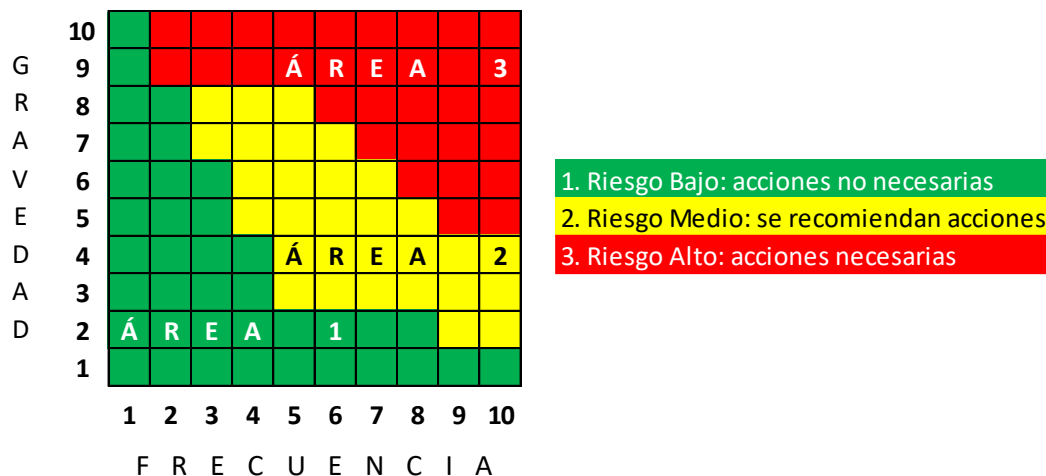 10
G 9 Á R E A 3
R 8
A 7
V 6
E 5
D 4 Á R E A 2
A 3
D 2 Á R E A 1
1
1 2 3 4 5 6 7 8 9 10
F R E C U E N C I A
1. Riesgo Bajo: acciones no necesarias
2. Riesgo Medio: se recomiendan acciones
3. Riesgo Alto: acciones necesarias